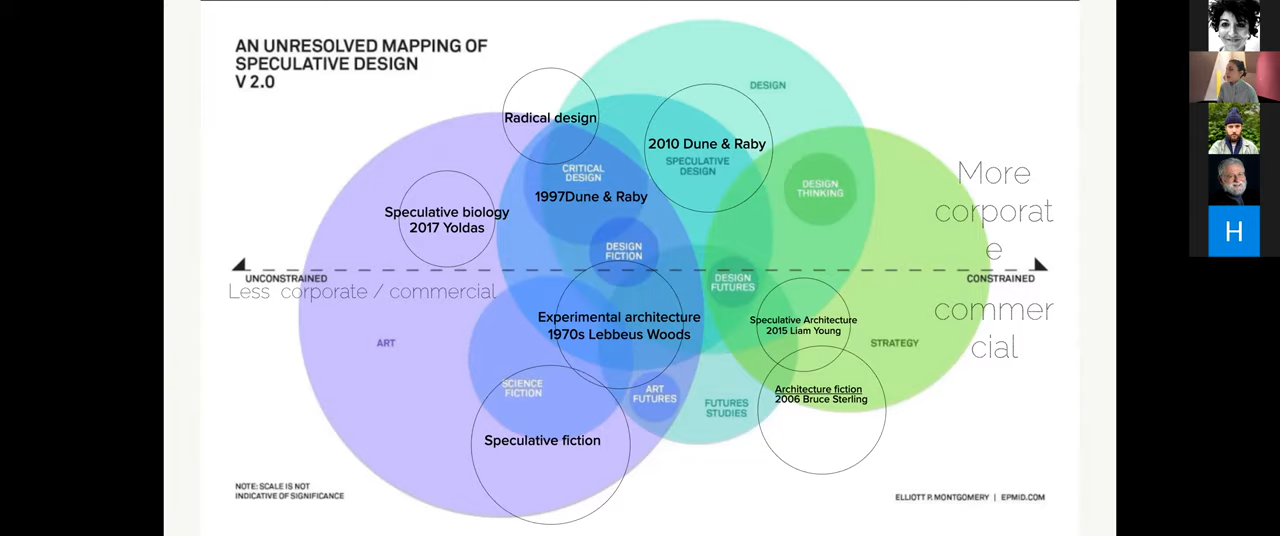 AN UNRESOLVED MAPPING OF
SPECULATIVE DESIGN
V 2.0
DESIGN
Radical design
2010 Dune & Raby
SPECULATIVE
DESIGN
CRITICAL
DESIGN
1997Dune & Raby
DESIGN
THINKING
More
corporat
e
Speculative biology
2017 Yoldas
H
DESIGN
FICTION
UNCONSTRAINED
CONSTRAINED
DESIGN
FUTURES
Less corporate / commercial
commer
cial
Experimental architecture
1970s Lebbeus Woods
Speculative Architecture
2015 Liam Young
ART
STRATEGY
SCIENCE
FICTION
ART
FUTURES
Architecture fiction
2006 Bruce Sterling
FUTURES
STUDIES
Speculative fiction
NOTE: SCALE IS NOT
INDICATIVE OF SIGNIFICANCE
ELLIOTT P. MONTGOMERY | EPMID.COM